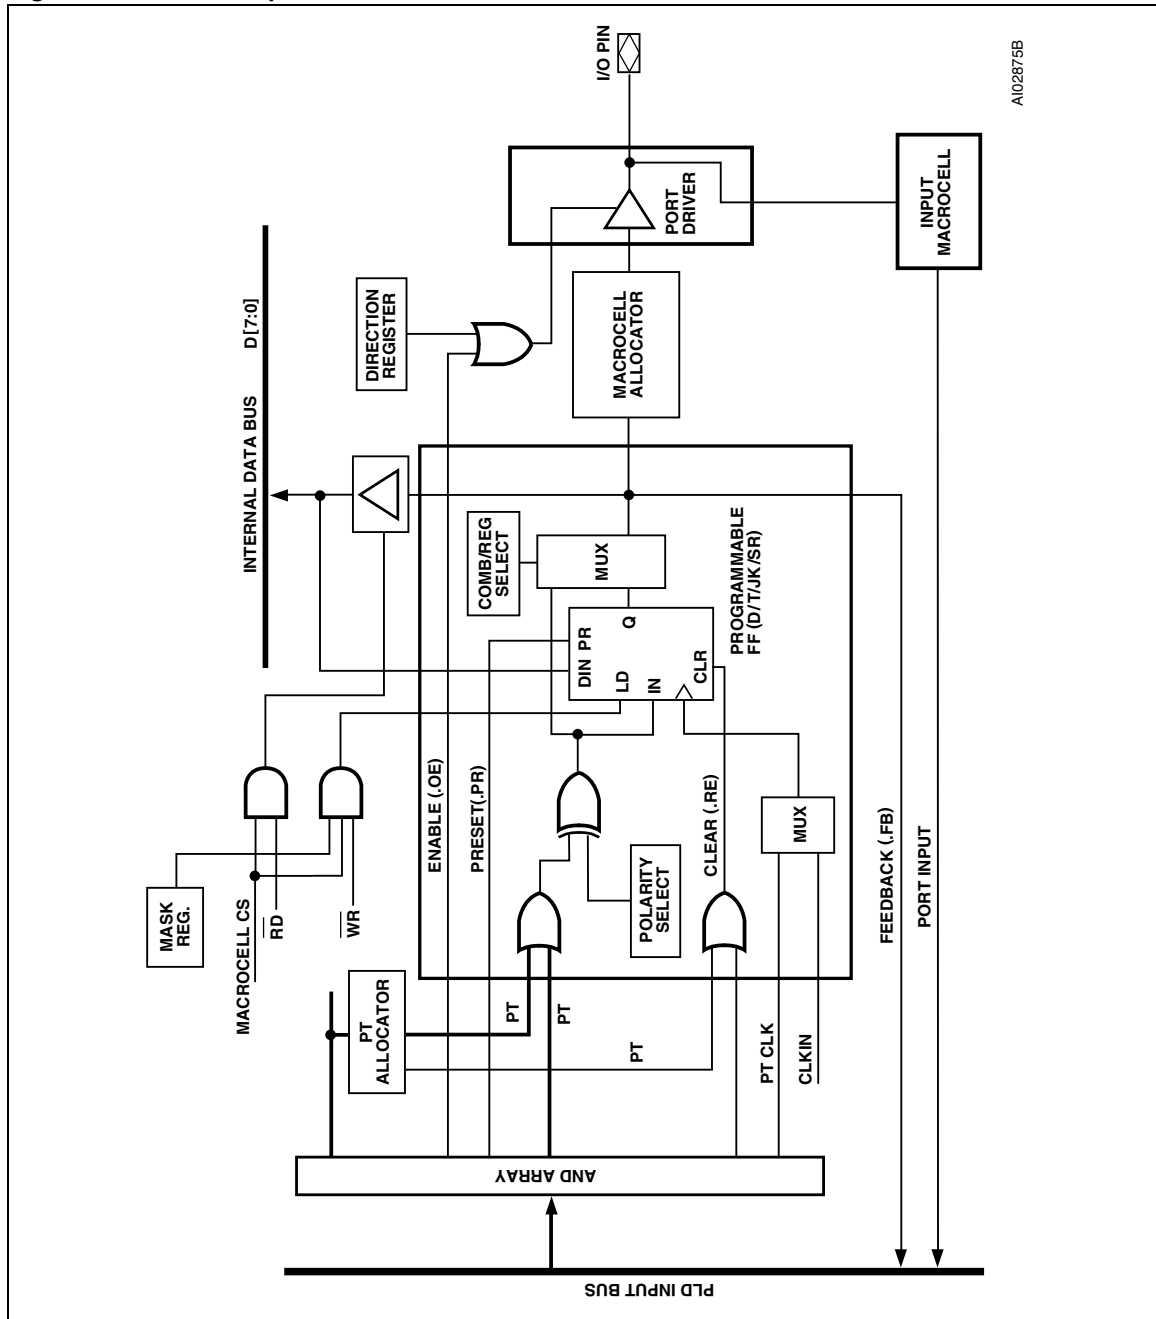 I/O PIN
AI02875B
PORT
DRIVER
INPUT
MACROCELL
DIRECTION
REGISTER
INTERNAL DATA BUS D[7:0]
MACROCELL
ALLOCATOR
COMB/REG
SELECT
MUX
PROGRAMMABLE
FF (D/T/JK/SR)
DIN PR
LD
IN
Q
CLR
ENABLE (.OE)
PRESET(.PR)
CLEAR (.RE)
MUX
POLARITY
SELECT
MASK
REG.
MACROCELL CS
RD
WR
FEEDBACK (.FB)
PORT INPUT
PT
ALLOCATOR
PT
PT
PT
PT CLK
CLKIN
AND ARRAY
PLD INPUT BUS